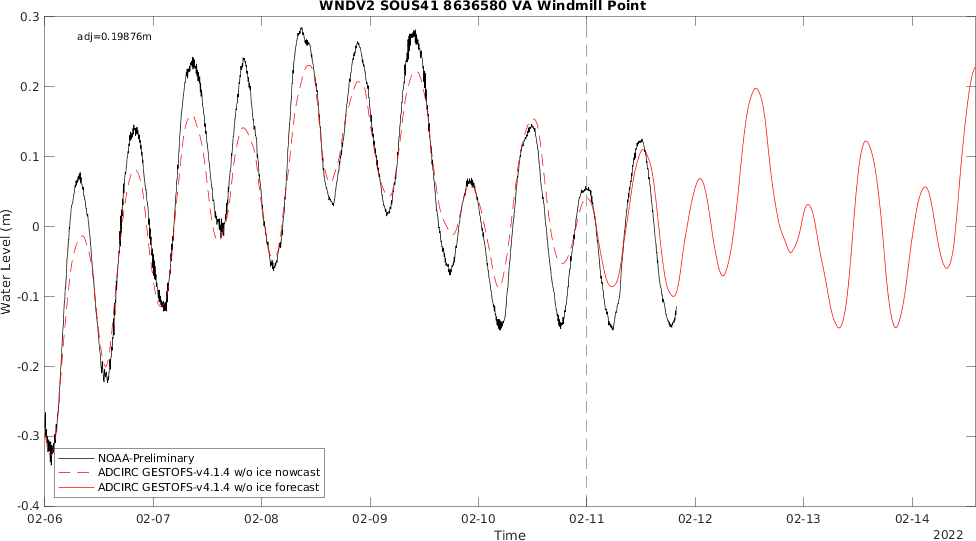 WNDV2 SOUS41 8636580 VA Windmill Point
adj=0.19876m
0.3
0.2
0.1
0
-0.1
-0.2
-0.3
-0.4
Water Level (m)
NOAA-Preliminary
ADCIRC GESTOFS-v4.1.4 w/o ice nowcast
ADCIRC GESTOFS-v4.1.4 w/o ice forecast
02-06 02-07 02-08 02-09 02-10 02-11 02-12 02-13 02-14
Time
2022